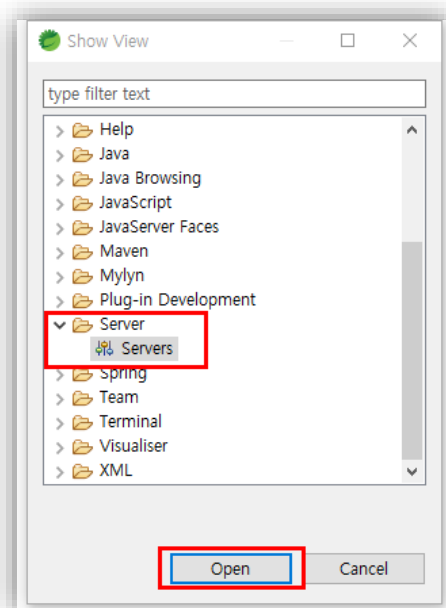 Show View
type filter text
Help
Java
Java Browsing
JavaScript
JavaServer Faces
Maven
Mylyn
Plug-in Development
Server
Servers
Spring
Team
Terminal
Visualiser
XML
Open Cancel